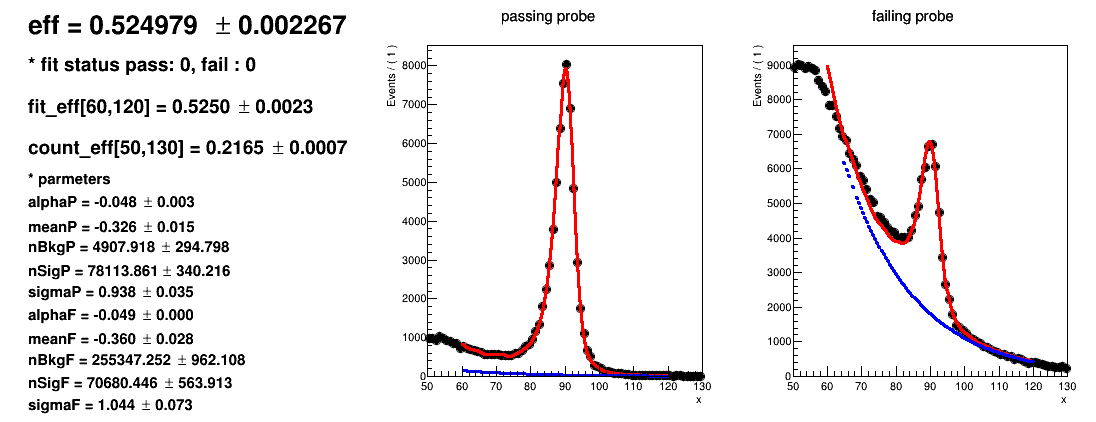 eff = 0.524979 ± 0.002267
* fit status pass: 0, fail : 0
fit_eff[60,120] = 0.5250 ± 0.0023
count_eff[50,130] = 0.2165 ± 0.0007
* parmeters
alphaP = -0.048 ± 0.003
meanP = -0.326 ± 0.015
nBkgP = 4907.918 ± 294.798
nSigP = 78113.861 ± 340.216
sigmaP = 0.938 ± 0.035
alphaF = -0.049 ± 0.000
meanF = -0.360 ± 0.028
nBkgF = 255347.252 ± 962.108
nSigF = 70680.446 ± 563.913
sigmaF = 1.044 ± 0.073
passing probe
Events / ( 1 )
8000
7000
6000
5000
4000
3000
2000
1000
0
50 60 70 80 90 100 110 120 130
x
failing probe
Events / ( 1 )
9000
8000
7000
6000
5000
4000
3000
2000
1000
0
50 60 70 80 90 100 110 120 130
x